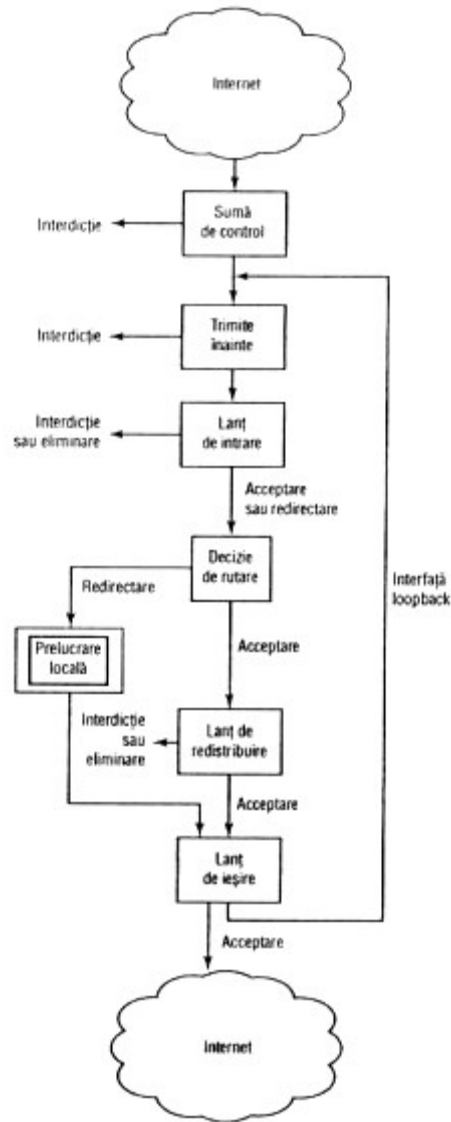 Internet
Interdicție
Sumă
de control
Interdicție
Trimite
înainte
Interdicție
sau eliminare
Lanț
de intrare
Acceptare
sau redirectare
Decizie
de rutare
Redirectare
Interfață
loopback
Prelucrare
locală
Acceptare
Interdicție
sau
eliminare
Lanț de
redistribuire
Acceptare
Lanț
de ieșire
Acceptare
Internet